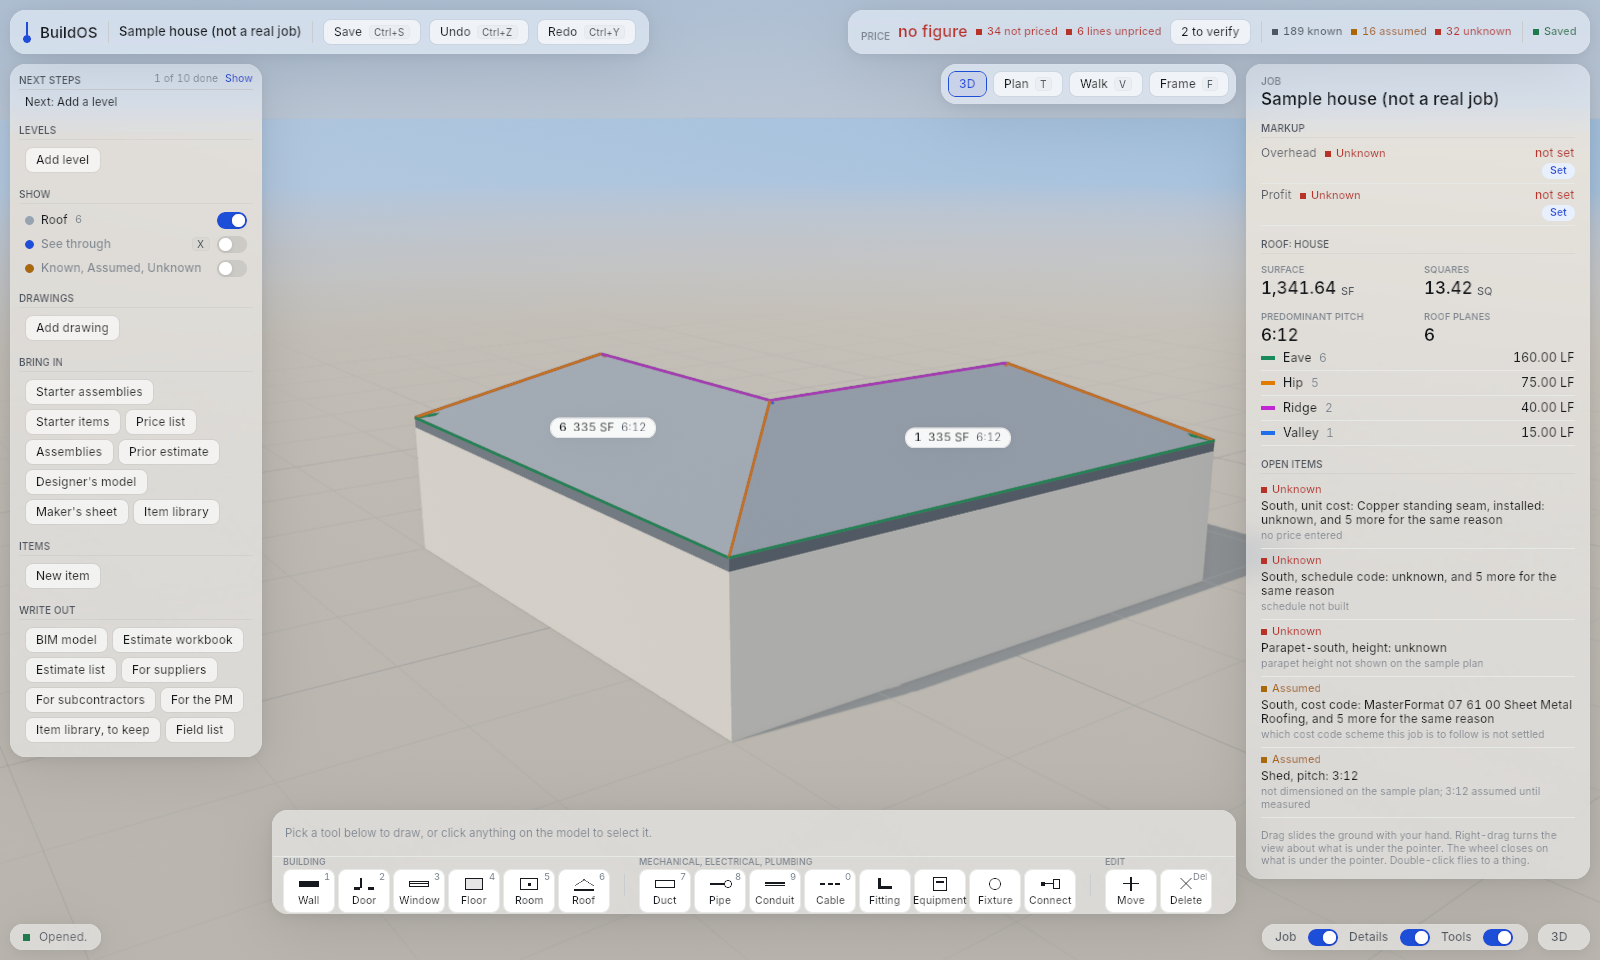 BuildOS Sample house (not a real job) Save Ctrl+S Undo Ctrl+Z Redo Ctrl+Y
PRICE no figure 34 not priced 6 lines unpriced 2 to verify 189 known 16 assumed 32 unknown Saved
NEXT STEPS 1 of 10 done Show
Next: Add a level
LEVELS
Add level
SHOW
Roof 6
See through X
Known, Assumed, Unknown
DRAWINGS
Add drawing
BRING IN
Starter assemblies
Starter items Price list
Assemblies Prior estimate
Designer's model
Maker's sheet Item library
ITEMS
New item
WRITE OUT
BIM model Estimate workbook
Estimate list For suppliers
For subcontractors For the PM
Item library, to keep Field list
Opened.
3D Plan T Walk V Frame F
6 335 SF 6:12
1 335 SF 6:12
Pick a tool below to draw, or click anything on the model to select it.
BUILDING MECHANICAL, ELECTRICAL, PLUMBING EDIT
1 2 3 4 5 6 7 8 9 0 Del
Wall Door Window Floor Room Roof Duct Pipe Conduit Cable Fitting Equipment Fixture Connect Move Delete
JOB
Sample house (not a real job)
MARKUP
Overhead Unknown not set
Set
Profit Unknown not set
Set
ROOF: HOUSE
SURFACE SQUARES
1,341.64 SF 13.42 SQ
PREDOMINANT PITCH ROOF PLANES
6:12 6
Eave 6 160.00 LF
Hip 5 75.00 LF
Ridge 2 40.00 LF
Valley 1 15.00 LF
OPEN ITEMS
Unknown
South, unit cost: Copper standing seam, installed:
unknown, and 5 more for the same reason
no price entered
Unknown
South, schedule code: unknown, and 5 more for the
same reason
schedule not built
Unknown
Parapet-south, height: unknown
parapet height not shown on the sample plan
Assumed
South, cost code: MasterFormat 07 61 00 Sheet Metal
Roofing, and 5 more for the same reason
which cost code scheme this job is to follow is not settled
Assumed
Shed, pitch: 3:12
not dimensioned on the sample plan; 3:12 assumed until
measured
Drag slides the ground with your hand. Right-drag turns the
view about what is under the pointer. The wheel closes on
what is under the pointer. Double-click flies to a thing.
Job Details Tools 3D